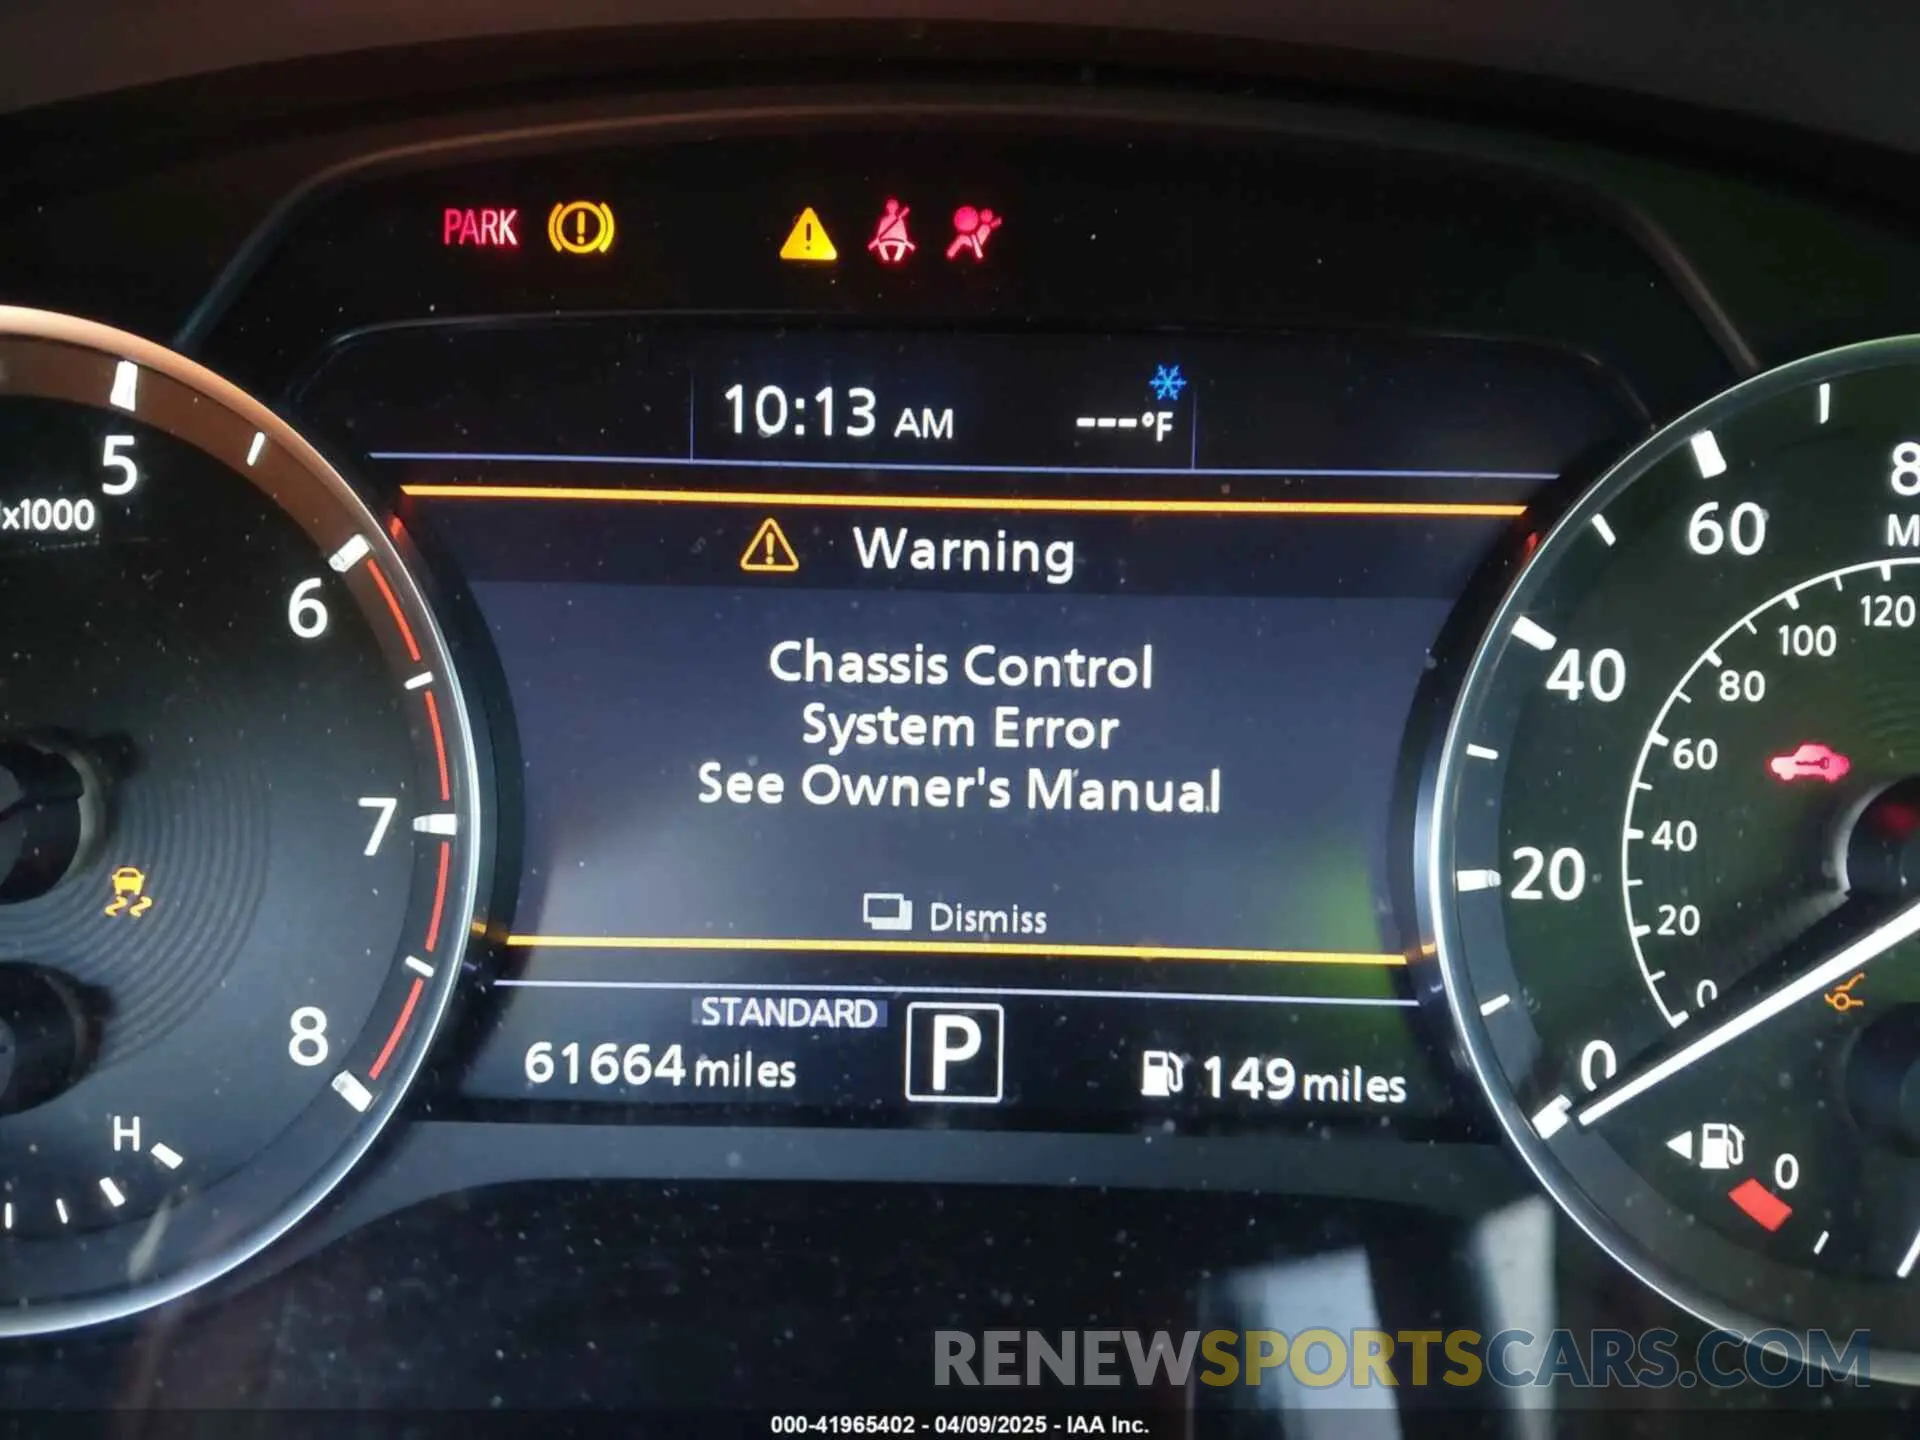 PARK
10:13 AM
---°F
Warning
Chassis Control
System Error
See Owner's Manual
Dismiss
STANDARD
61664 miles
P
149 miles
x1000
5
6
7
8
H
8
60
40
20
0
120
100
80
60
40
20
0
0
RENEWSPORTSCARS.COM
000-41965402 - 04/09/2025 - IAA Inc.